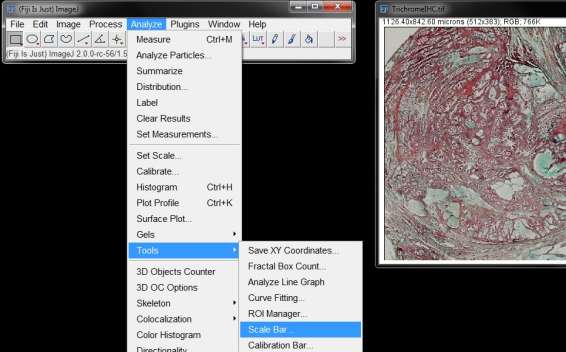 (Fiji Is Just) ImageJ
File Edit Image Process Analyze Plugins Window Help
LUT >>
(Fiji Is Just) ImageJ 2.0.0-rc-56/1.5
Measure Ctrl+M
Analyze Particles...
Summarize
Distribution...
Label
Clear Results
Set Measurements...
Set Scale...
Calibrate...
Histogram Ctrl+H
Plot Profile Ctrl+K
Surface Plot...
Gels
Tools
3D Objects Counter
3D OC Options
Skeleton
Colocalization
Color Histogram
Directionality
Save XY Coordinates...
Fractal Box Count...
Analyze Line Graph
Curve Fitting...
ROI Manager...
Scale Bar...
Calibration Bar...
TrichromeIHC.tif
1126.40x842.60 microns (512x383); RGB; 766K